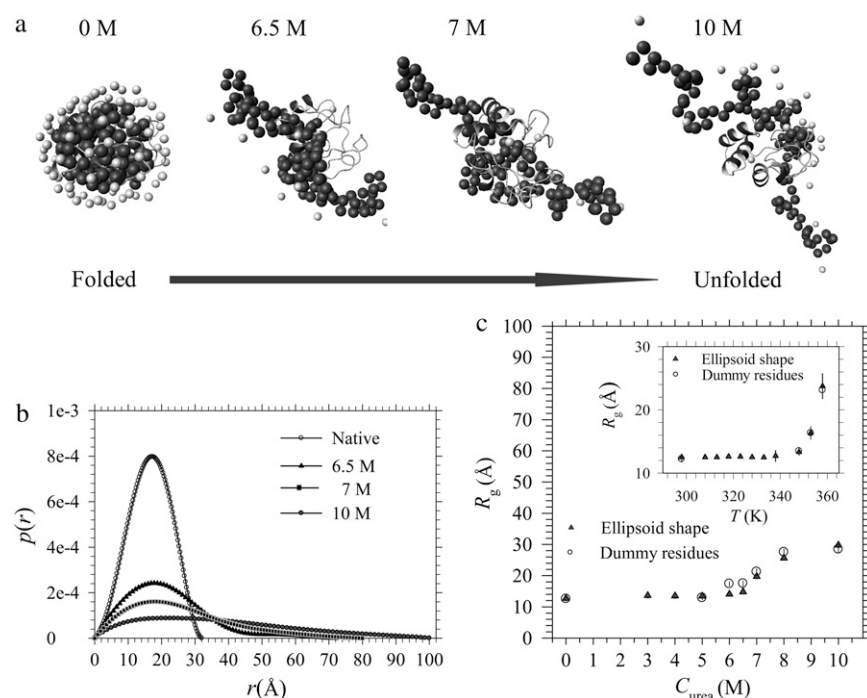 a
0 M 6.5 M 7 M 10 M
Folded Unfolded
b
1e-3
8e-4
6e-4
4e-4
2e-4
0
p(r)
Native
6.5 M
7 M
10 M
0 10 20 30 40 50 60 70 80 90 100
r(Å)
c
100
90
80
70
60
50
40
30
20
10
0
Rg(Å)
30
20
10
Rg(Å)
Ellipsoid shape
Dummy residues
300 320 340 360
T (K)
Ellipsoid shape
Dummy residues
0 1 2 3 4 5 6 7 8 9 10
Curea(M)